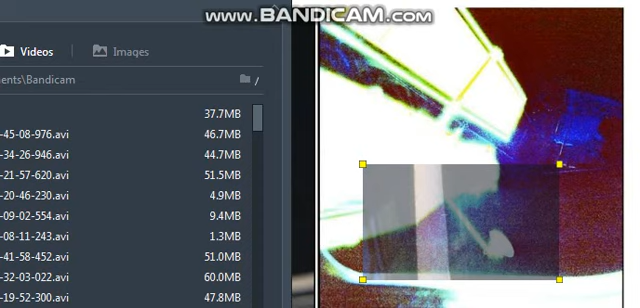 www.BANDICAM.com
Videos
Images
ents\Bandicam
/
37.7MB
-45-08-976.avi 46.7MB
-34-26-946.avi 44.7MB
-21-57-620.avi 51.5MB
-20-46-230.avi 4.9MB
-09-02-554.avi 9.4MB
-08-11-243.avi 1.3MB
-41-58-452.avi 51.0MB
-32-03-022.avi 60.0MB
-19-52-300.avi 47.8MB